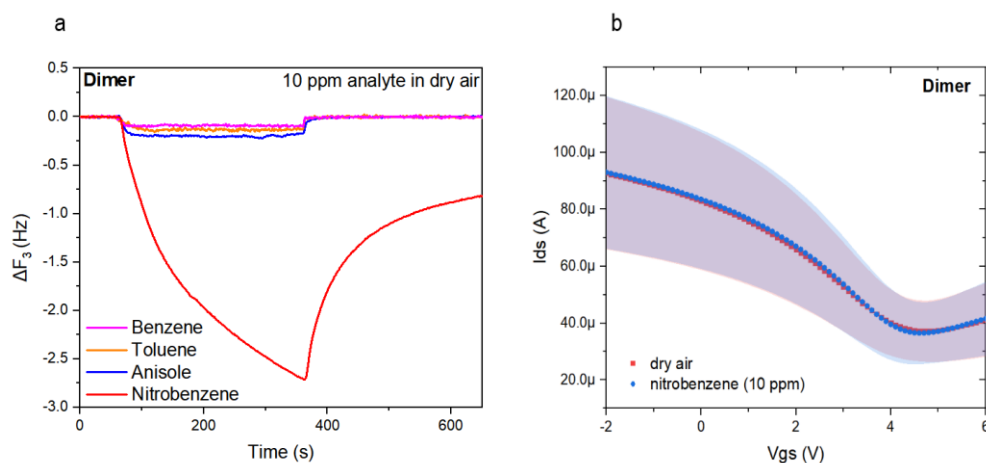 a
Dimer
10 ppm analyte in dry air
0.5
0.0
-0.5
-1.0
-1.5
-2.0
-2.5
-3.0
ΔF₃ (Hz)
Benzene
Toluene
Anisole
Nitrobenzene
0
200
400
600
Time (s)
b
Dimer
120.0µ
100.0µ
80.0µ
60.0µ
40.0µ
20.0µ
Ids (A)
dry air
nitrobenzene (10 ppm)
-2
0
2
4
6
Vgs (V)